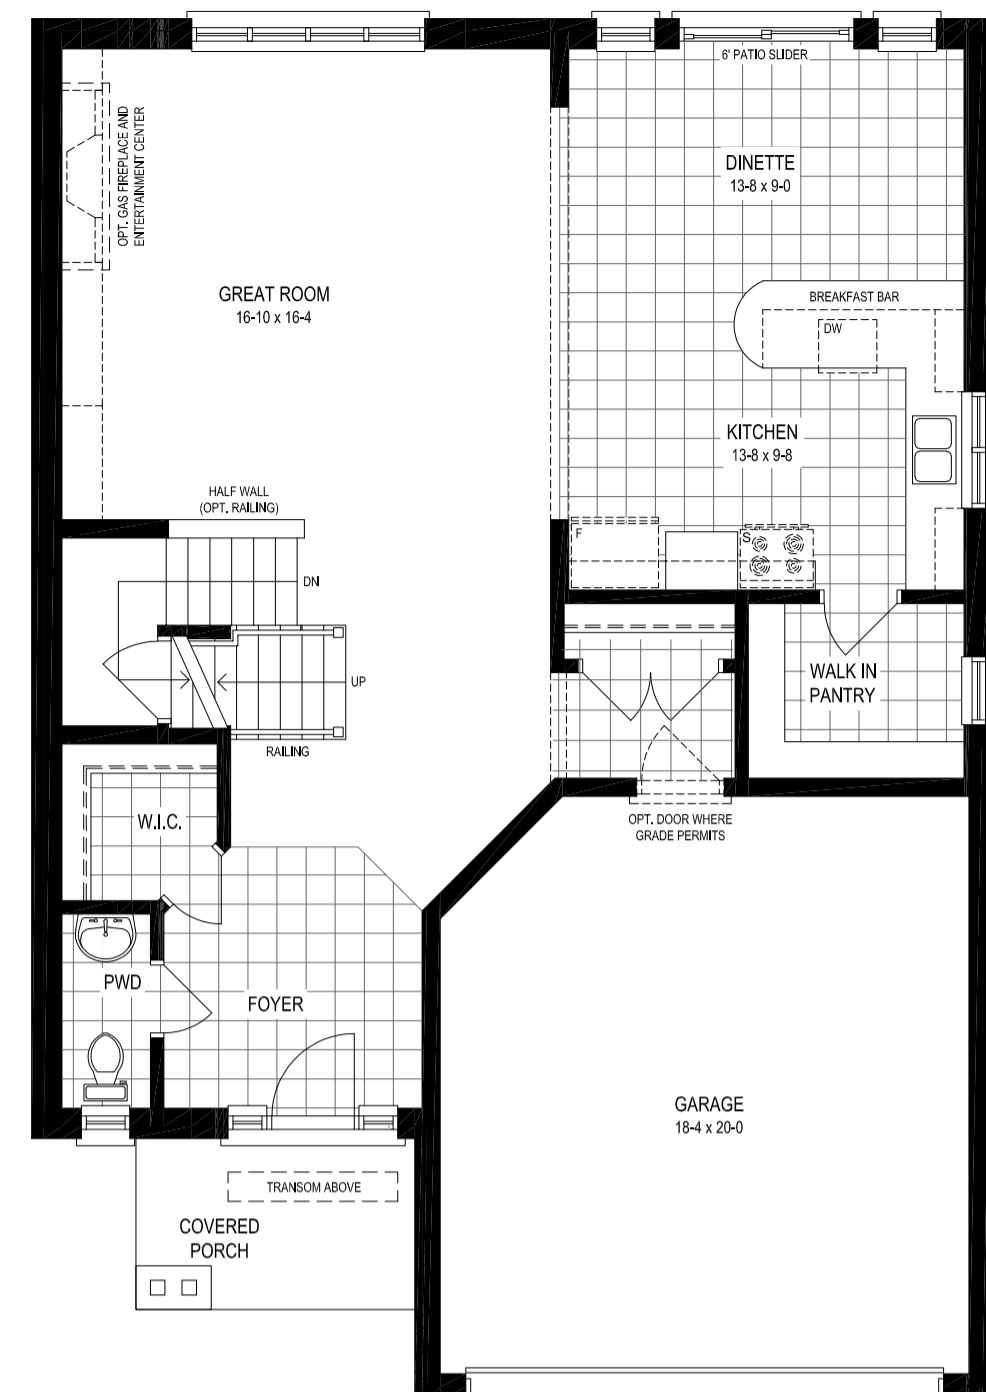 6' PATIO SLIDER
OPT. GAS FIREPLACE AND
ENTERTAINMENT CENTER
DINETTE
13-8 x 9-0
GREAT ROOM
16-10 x 16-4
BREAKFAST BAR
DW
KITCHEN
13-8 x 9-8
HALF WALL
(OPT. RAILING)
F
S
DN
UP
RAILING
WALK IN
PANTRY
W.I.C.
OPT. DOOR WHERE
GRADE PERMITS
PWD
FOYER
GARAGE
18-4 x 20-0
TRANSOM ABOVE
COVERED
PORCH